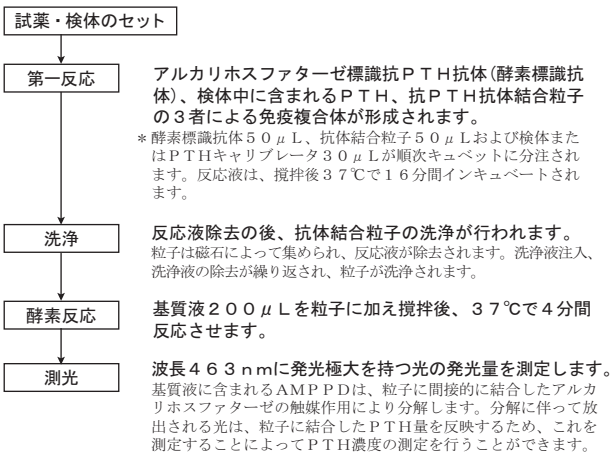 試薬・検体のセット
第一反応
アルカリホスファターゼ標識抗PTH抗体(酵素標識抗
体)、検体中に含まれるPTH、抗PTH抗体結合粒子
の3者による免疫複合体が形成されます。
*酵素標識抗体50μL、抗体結合粒子50μLおよび検体また
はPTHキャリブレータ30μLが順次キュベットに分注され
ます。反応液は、撹拌後37℃で16分間インキュベートされ
ます。
洗浄
反応液除去の後、抗体結合粒子の洗浄が行われます。
粒子は磁石によって集められ、反応液が除去されます。洗浄液注入、
洗浄液の除去が繰り返され、粒子が洗浄されます。
酵素反応
基質液200μLを粒子に加え撹拌後、37℃で4分間
反応させます。
測光
波長463nmに発光極大を持つ光の発光量を測定します。
基質液に含まれるAMPPDは、粒子に間接的に結合したアルカ
リホスファターゼの触媒作用により分解します。分解に伴って放
出される光は、粒子に結合したPTH量を反映するため、これを
測定することによってPTH濃度の測定を行うことができます。